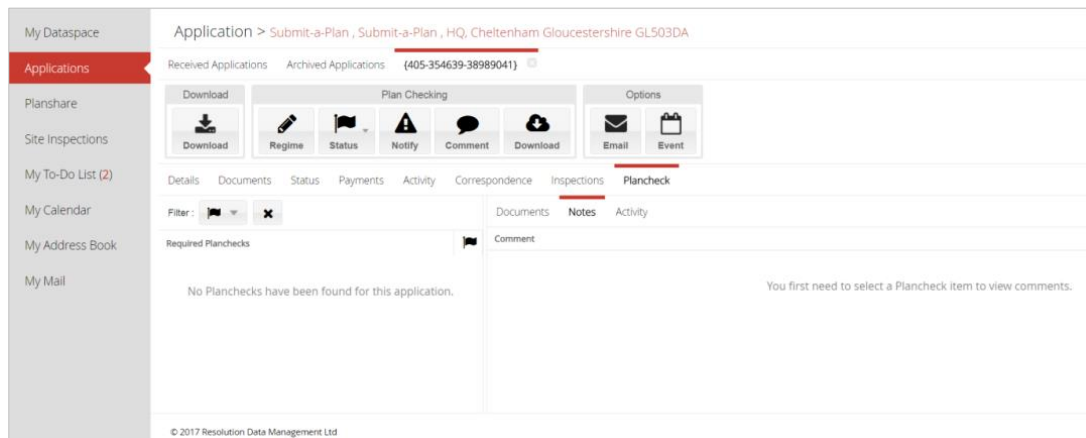 My Dataspace
Applications
Planshare
Site Inspections
My To-Do List (2)
My Calendar
My Address Book
My Mail
Application > Submit-a-Plan , Submit-a-Plan , HQ, Cheltenham Gloucestershire GL503DA
Received Applications Archived Applications {405-354639-38989041}
Download Plan Checking Options
Download Regime Status Notify Comment Download Email Event
Details Documents Status Payments Activity Correspondence Inspections Plancheck
Filter : Documents Notes Activity
Required Planchecks Comment
No Planchecks have been found for this application.
You first need to select a Plancheck item to view comments.
© 2017 Resolution Data Management Ltd